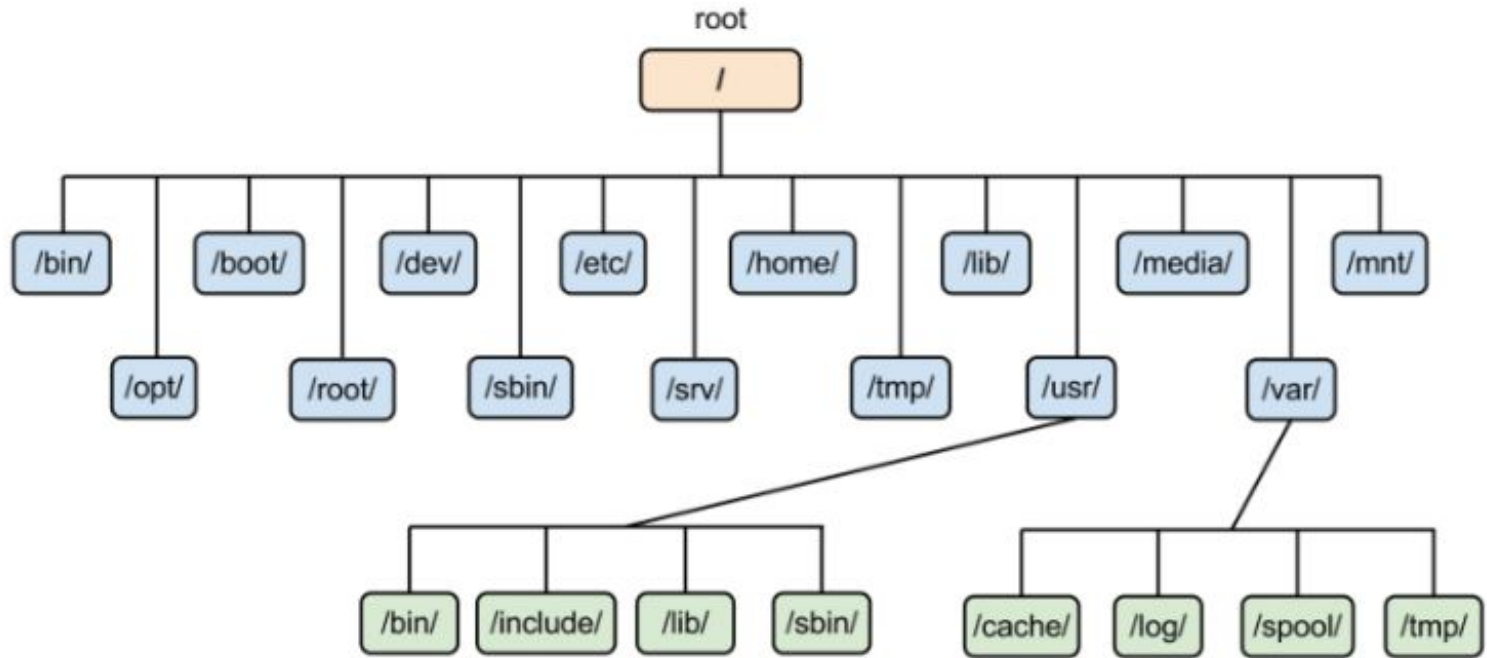 root
/
/bin/ /boot/ /dev/ /etc/ /home/ /lib/ /media/ /mnt/
/opt/ /root/ /sbin/ /srv/ /tmp/ /usr/ /var/
/bin/ /include/ /lib/ /sbin/ /cache/ /log/ /spool/ /tmp/